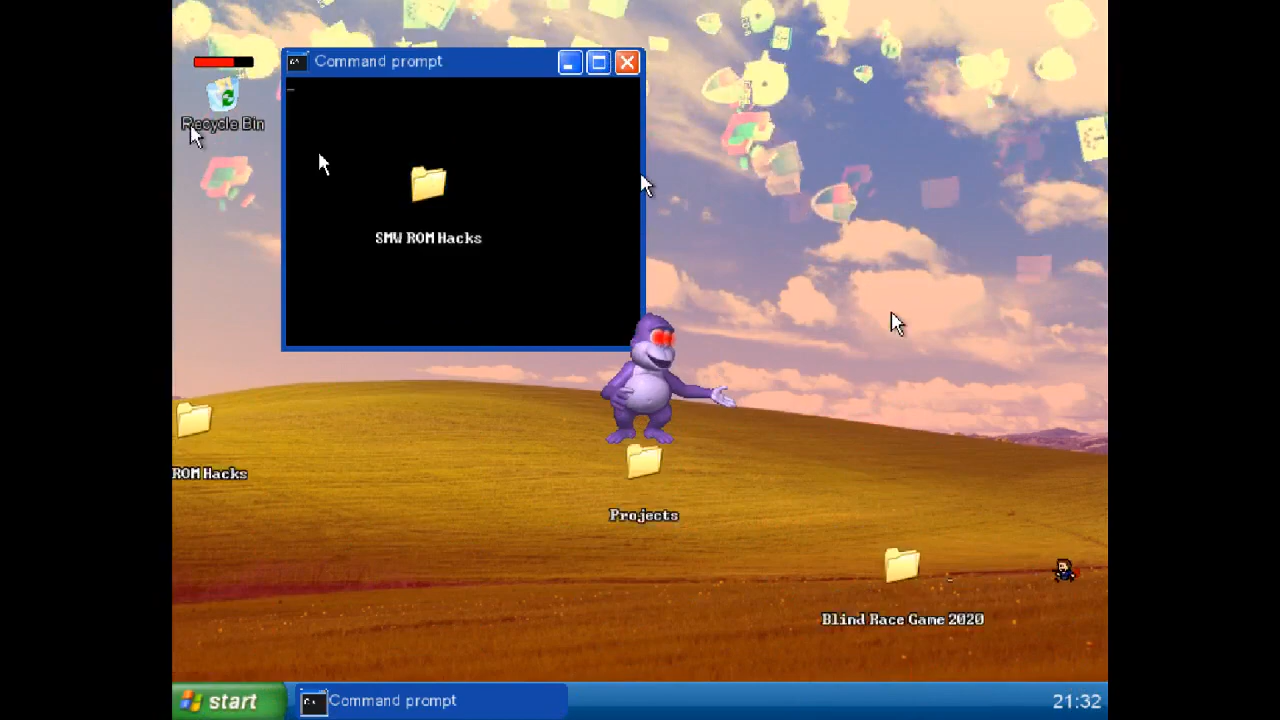 Command prompt
Recycle Bin
SMW ROM Hacks
ROM Hacks
Projects
Blind Race Game 2020
start
Command prompt
21:32